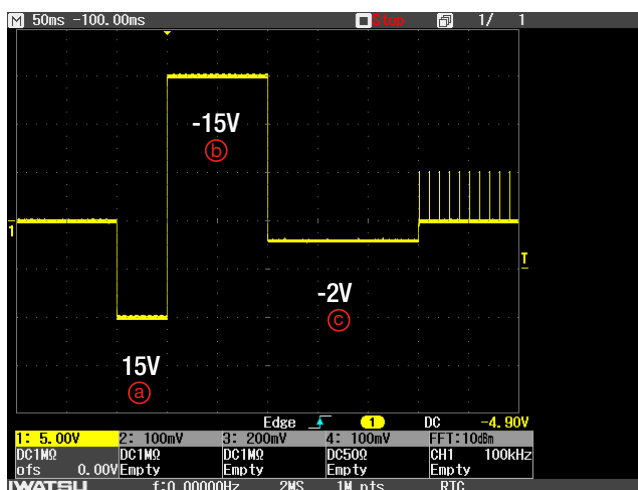 M 50ms -100.00ms Stop 1/ 1
-15V
ⓑ
1
T
-2V
ⓒ
15V
ⓐ
Edge 1 DC -4.90V
1: 5.00V 2: 100mV 3: 200mV 4: 100mV FFT:10dBm
DC1MΩ DC1MΩ DC1MΩ DC50Ω CH1 100kHz
ofs 0.00V Empty Empty Empty Empty
IWATSU f:0.00000Hz 2MS 1M pts RTC